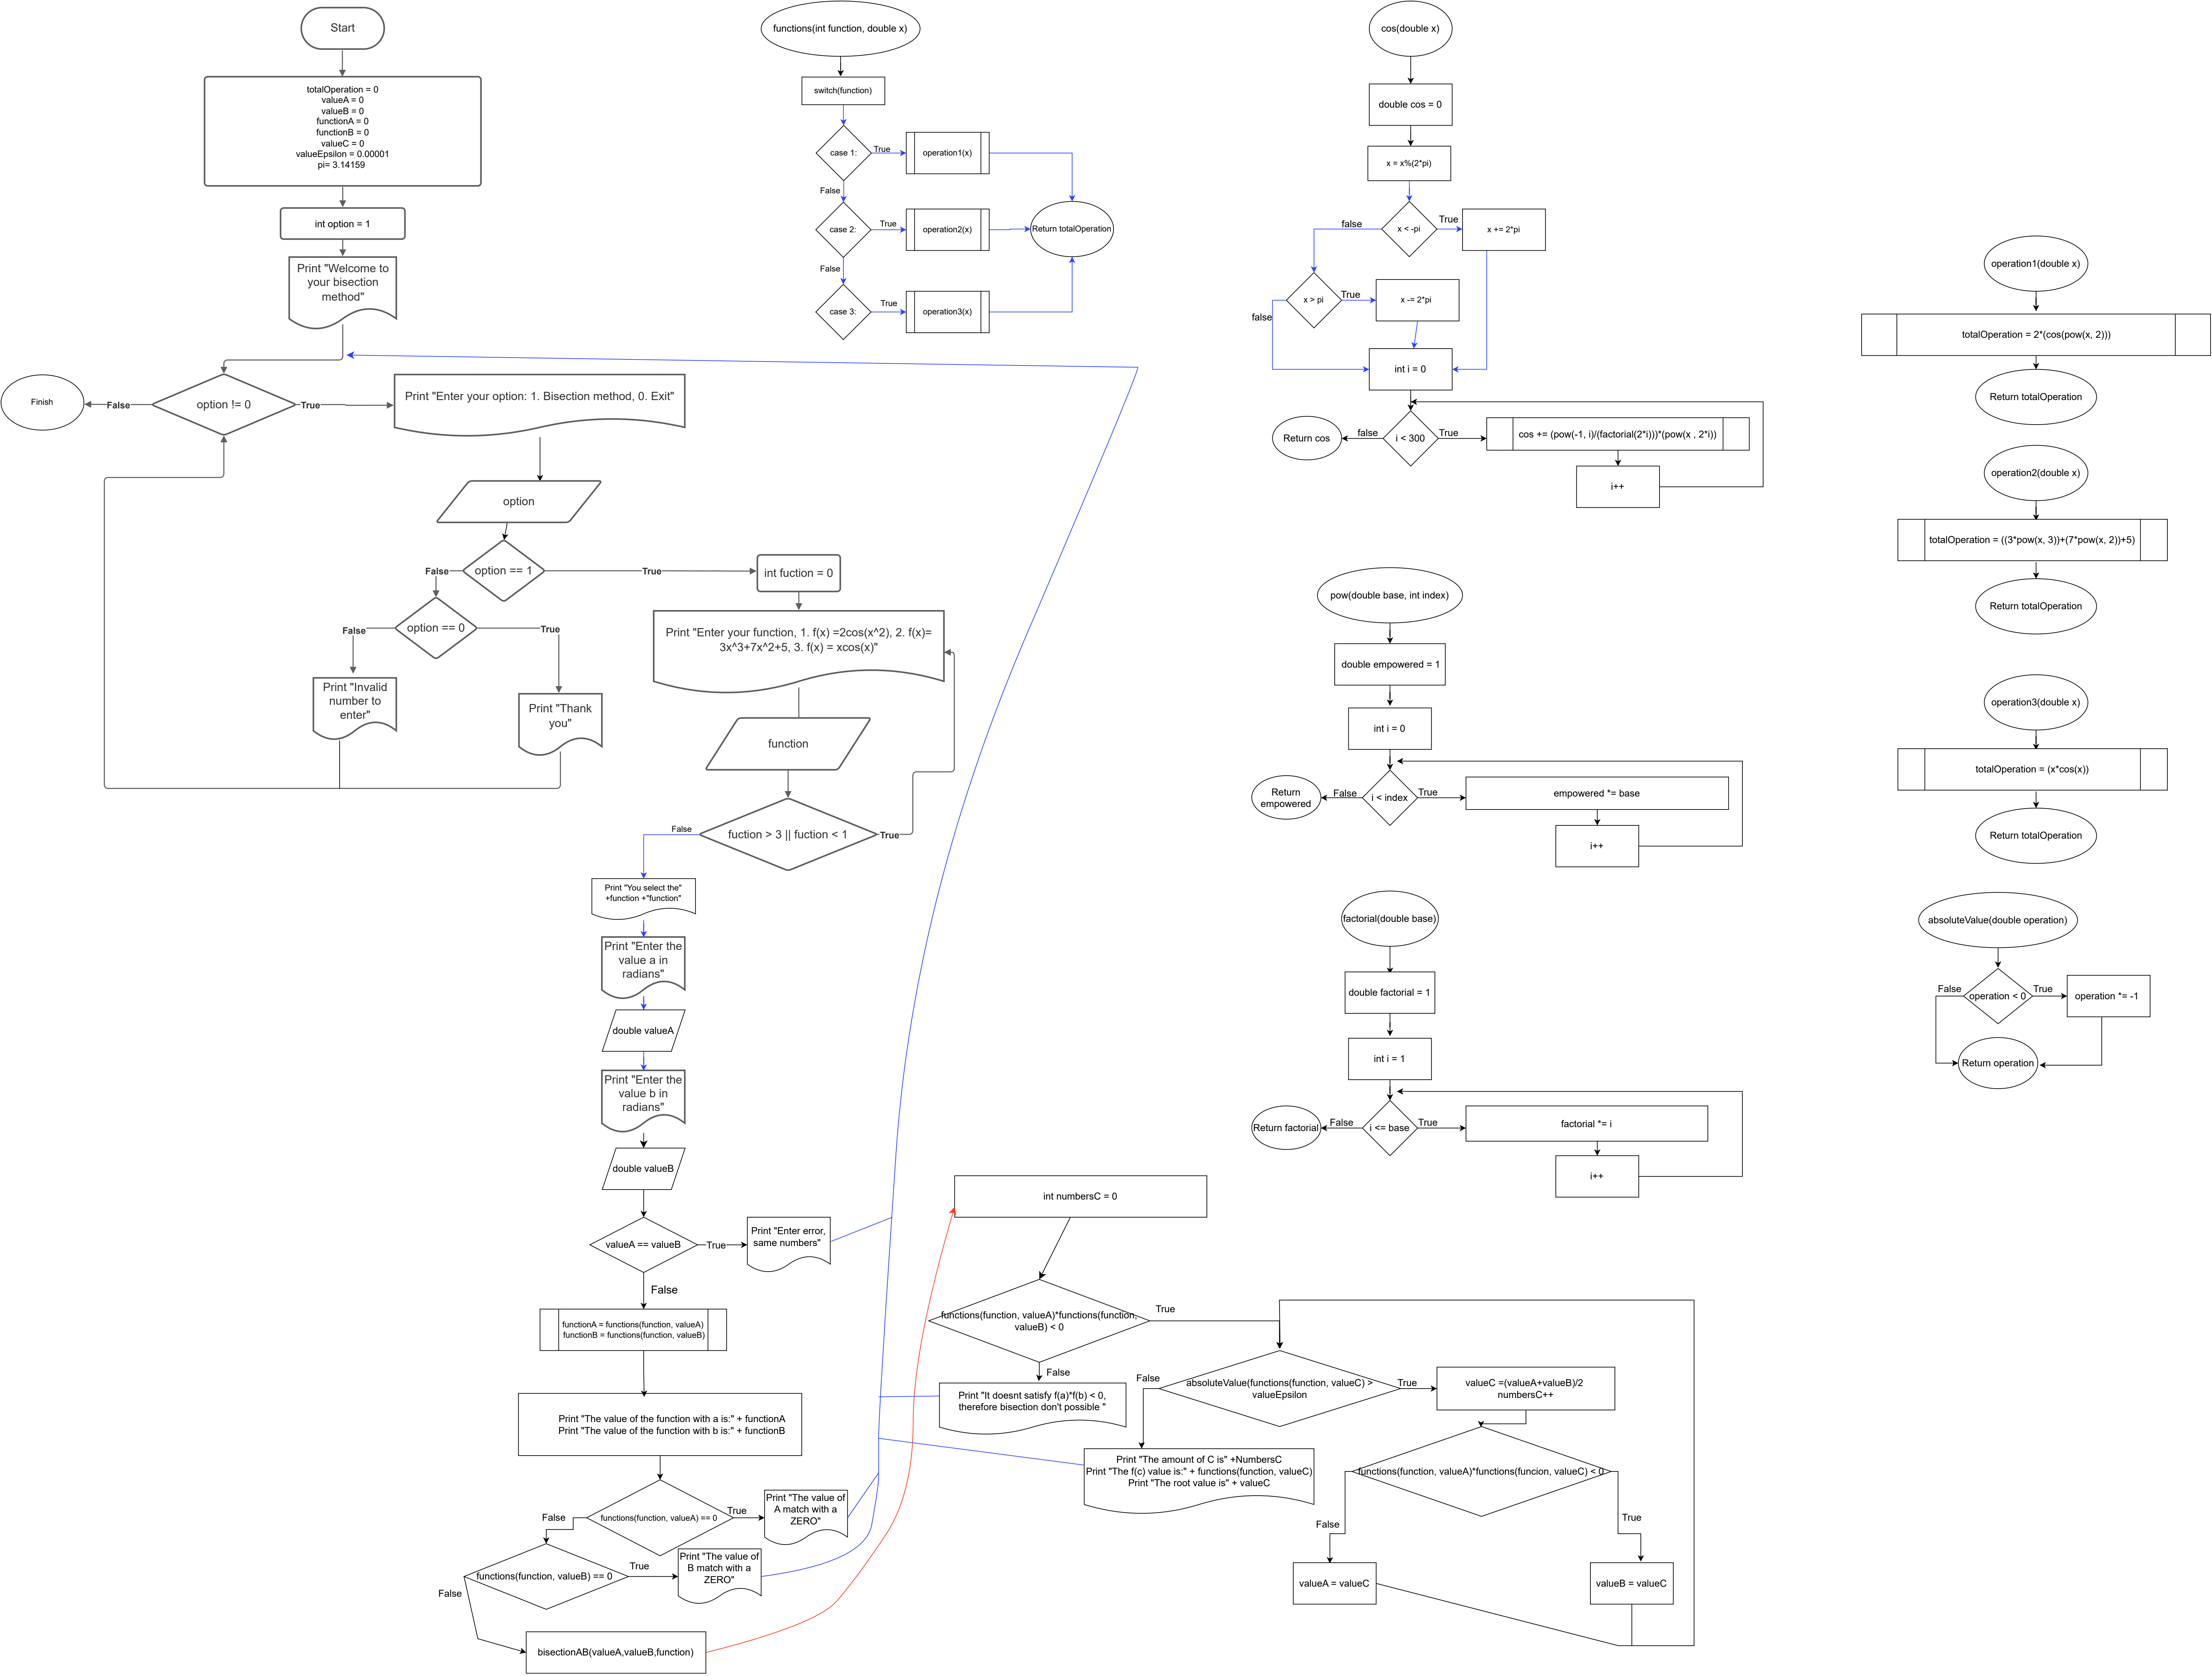 Start
totalOperation = 0
valueA = 0
valueB = 0
functionA = 0
functionB = 0
valueC = 0
valueEpsilon = 0.00001
pi= 3.14159
int option = 1
Print "Welcome to
your bisection
method"
option != 0
False
Finish
True
Print "Enter your option: 1. Bisection method, 0. Exit"
option
option == 1
False
True
option == 0
False
True
Print "Invalid
number to
enter"
Print "Thank
you"
int fuction = 0
Print "Enter your function, 1. f(x) =2cos(x^2), 2. f(x)=
3x^3+7x^2+5, 3. f(x) = xcos(x)"
function
fuction > 3 || fuction < 1
True
False
Print "You select the"
+function +"function"
Print "Enter the
value a in
radians"
double valueA
Print "Enter the
value b in
radians"
double valueB
valueA == valueB
True
Print "Enter error,
same numbers"
False
functionA = functions(function, valueA)
functionB = functions(function, valueB)
Print "The value of the function with a is:" + functionA
Print "The value of the function with b is:" + functionB
functions(function, valueA) == 0
True
Print "The value of
A match with a
ZERO"
False
functions(function, valueB) == 0
True
Print "The value of
B match with a
ZERO"
False
bisectionAB(valueA,valueB,function)
int numbersC = 0
functions(function, valueA)*functions(function,
valueB) < 0
True
False
Print "It doesnt satisfy f(a)*f(b) < 0,
therefore bisection don't possible "
absoluteValue(functions(function, valueC) >
valueEpsilon
False
True
Print "The amount of C is" +NumbersC
Print "The f(c) value is:" + functions(function, valueC)
Print "The root value is" + valueC
valueC =(valueA+valueB)/2
numbersC++
functions(function, valueA)*functions(funcion, valueC) < 0
False
True
valueA = valueC
valueB = valueC
functions(int function, double x)
switch(function)
case 1:
True
operation1(x)
False
case 2:
True
operation2(x)
Return totalOperation
False
case 3:
True
operation3(x)
cos(double x)
double cos = 0
x = x%(2*pi)
x < -pi
false
True
x += 2*pi
x > pi
True
x -= 2*pi
false
int i = 0
i < 300
false
Return cos
True
cos += (pow(-1, i)/(factorial(2*i)))*(pow(x , 2*i))
i++
pow(double base, int index)
double empowered = 1
int i = 0
i < index
False
Return
empowered
True
empowered *= base
i++
factorial(double base)
double factorial = 1
int i = 1
i <= base
False
Return factorial
True
factorial *= i
i++
operation1(double x)
totalOperation = 2*(cos(pow(x, 2)))
Return totalOperation
operation2(double x)
totalOperation = ((3*pow(x, 3))+(7*pow(x, 2))+5)
Return totalOperation
operation3(double x)
totalOperation = (x*cos(x))
Return totalOperation
absoluteValue(double operation)
operation < 0
False
True
operation *= -1
Return operation